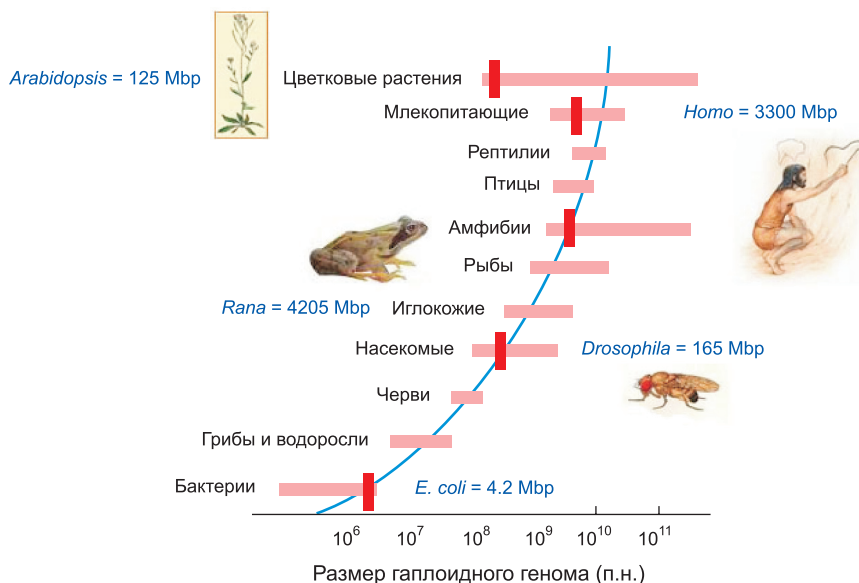 Arabidopsis = 125 Mbp
Цветковые растения
Млекопитающие
Homo = 3300 Mbp
Рептилии
Птицы
Амфибии
Рыбы
Rana = 4205 Mbp
Иглокожие
Насекомые
Drosophila = 165 Mbp
Черви
Грибы и водоросли
Бактерии
E. coli = 4.2 Mbp
10⁶ 10⁷ 10⁸ 10⁹ 10¹⁰ 10¹¹
Размер гаплоидного генома (п.н.)